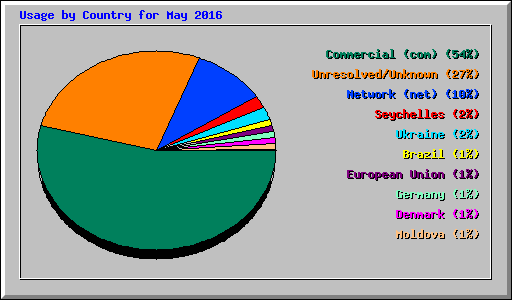 Usage by Country for May 2016
Commercial (com) (54%)
Unresolved/Unknown (27%)
Network (net) (10%)
Seychelles (2%)
Ukraine (2%)
Brazil (1%)
European Union (1%)
Germany (1%)
Denmark (1%)
Moldova (1%)